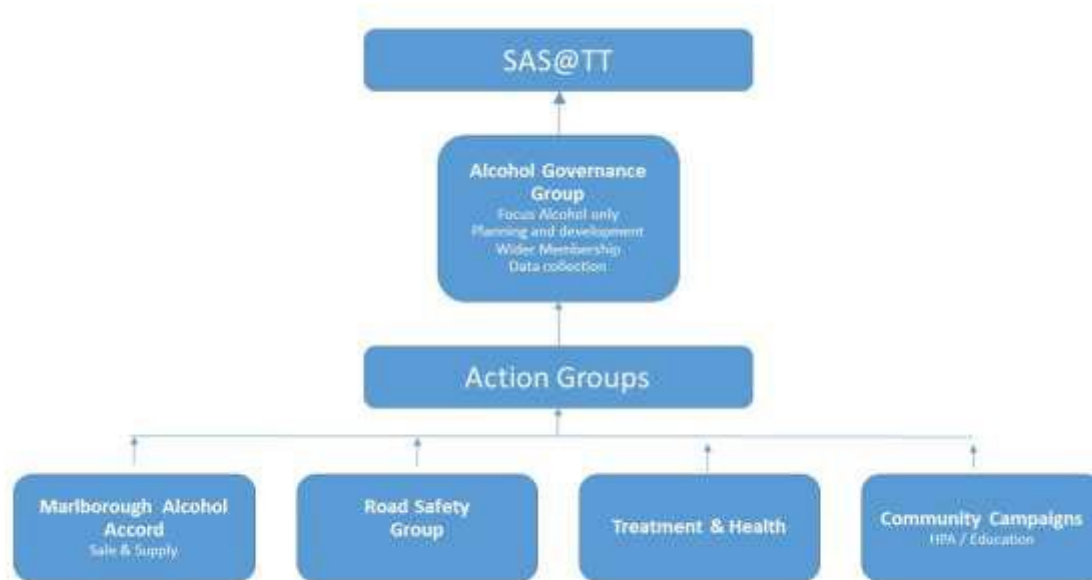 SAS@TT
Alcohol Governance
Group
Focus Alcohol only
Planning and development
Wider Membership
Data collection
Action Groups
Marlborough Alcohol
Accord
Sale & Supply
Road Safety
Group
Treatment & Health
Community Campaigns
HPA / Education